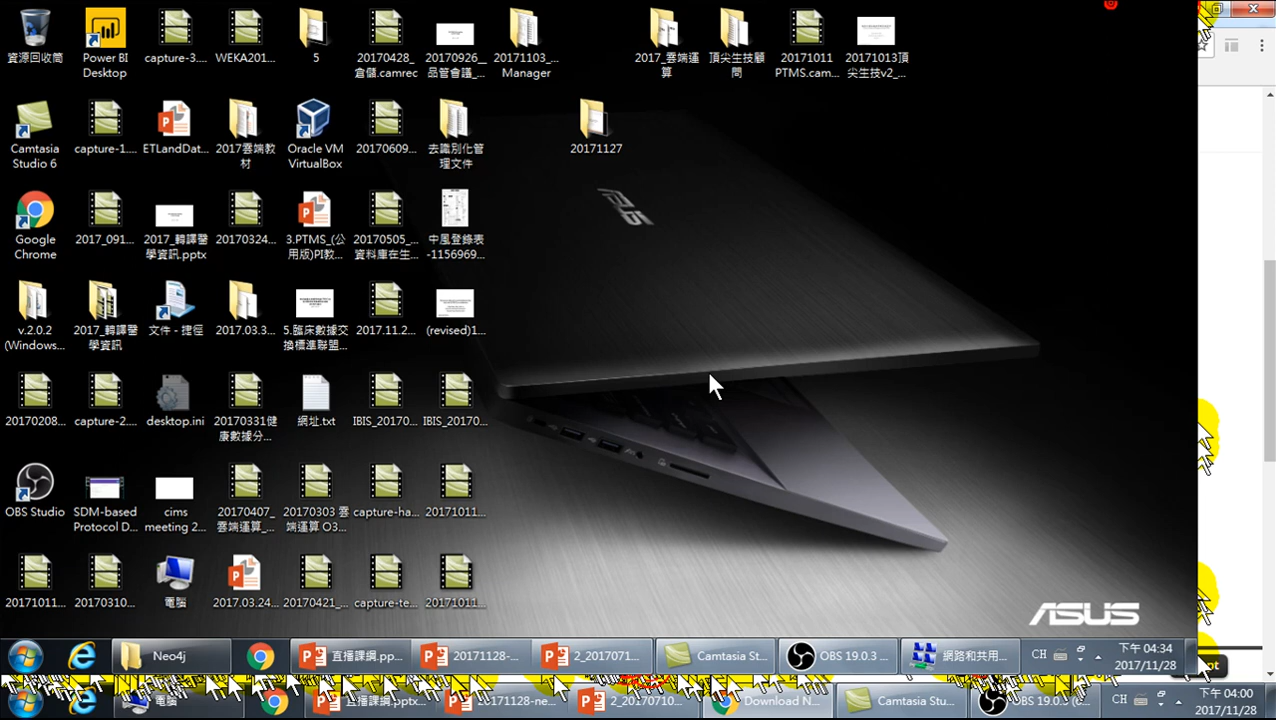 資源回收筒
Power BI
Desktop
capture-3....
WEKA201...
5
20170428_
倉儲.camrec
20170926_
品管會議_...
20171103_...
Manager
2017_雲端運
算
頂尖生技顧
問
20171011
PTMS.cam...
20171013頂
尖生技v2_...
Camtasia
Studio 6
capture-1....
ETLandDat...
2017雲端教
材
Oracle VM
VirtualBox
20170609...
去識別化管
理文件
20171127
Google
Chrome
2017_091...
2017_轉譯醫
學資訊.pptx
20170324...
3.PTMS_(公
用版)PI教...
20170505_...
資料庫在生...
中風登錄表
-1156969...
v.2.0.2
(Windows...
2017_轉譯醫
學資訊
文件 - 捷徑
2017.03.3...
5.臨床數據交
換標準聯盟...
2017.11.2...
(revised)1...
20170208...
capture-2....
desktop.ini
20170331健
康數據分...
網址.txt
IBIS_20170...
IBIS_20170...
OBS Studio
SDM-based
Protocol D...
cims
meeting 2...
20170407_
雲端運算_...
20170303 雲
端運算 O3...
capture-ha...
20171011...
20171011...
20170310...
電腦
2017.03.24...
20170421_...
capture-te...
20171011...
ASUS
Neo4j
直播課綱.pp...
20171128-...
2_2017071...
Camtasia St...
OBS 19.0.3 ...
網路和共用...
CH
下午 04:34
2017/11/28
電腦
直播課綱.pptx...
20171128-ne...
2_20170710...
Download N...
Camtasia Stu...
OBS 19.0.3 (6...
CH
下午 04:00
2017/11/28